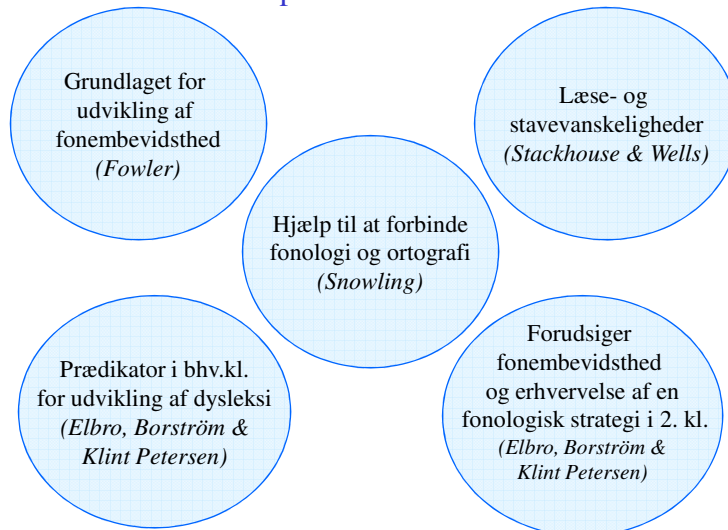 Grundlaget for
udvikling af
fonembevidsthed
(Fowler)
Læse- og
stavevanskeligheder
(Stackhouse & Wells)
Hjælp til at forbinde
fonologi og ortografi
(Snowling)
Prædikator i bhv.kl.
for udvikling af dysleksi
(Elbro, Borström &
Klint Petersen)
Forudsiger
fonembevidsthed
og erhvervelse af en
fonologisk strategi i 2. kl.
(Elbro, Borström &
Klint Petersen)